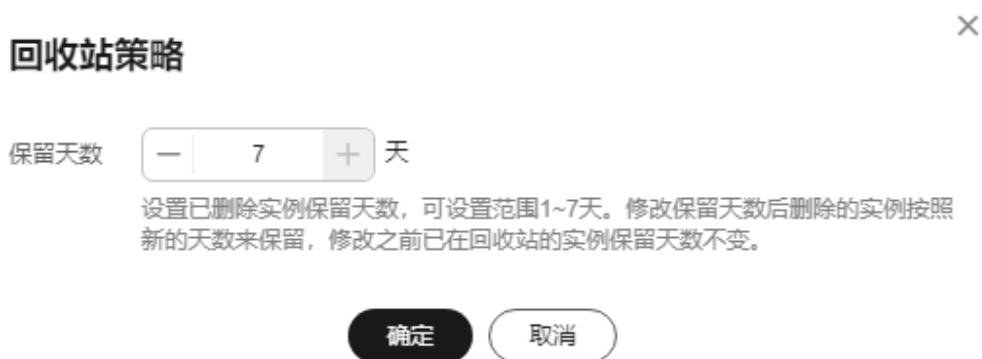 回收站策略
保留天数 — 7 + 天
设置已删除实例保留天数，可设置范围1~7天。修改保留天数后删除的实例按照
新的天数来保留，修改之前已在回收站的实例保留天数不变。
确定 取消